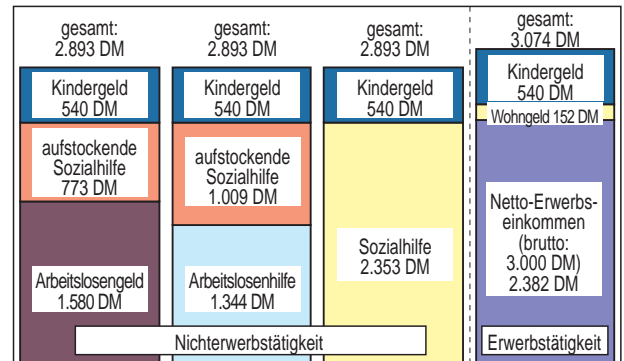 gesamt:
2.893 DM
Kindergeld
540 DM
aufstockende
Sozialhilfe
773 DM
Arbeitslosengeld
1.580 DM
gesamt:
2.893 DM
Kindergeld
540 DM
aufstockende
Sozialhilfe
1.009 DM
Arbeitslosenhilfe
1.344 DM
gesamt:
2.893 DM
Kindergeld
540 DM
Sozialhilfe
2.353 DM
Nichterwerbstätigkeit
gesamt:
3.074 DM
Kindergeld
540 DM
Wohngeld 152 DM
Netto-Erwerbs-
einkommen
(brutto:
3.000 DM)
2.382 DM
Erwerbstätigkeit